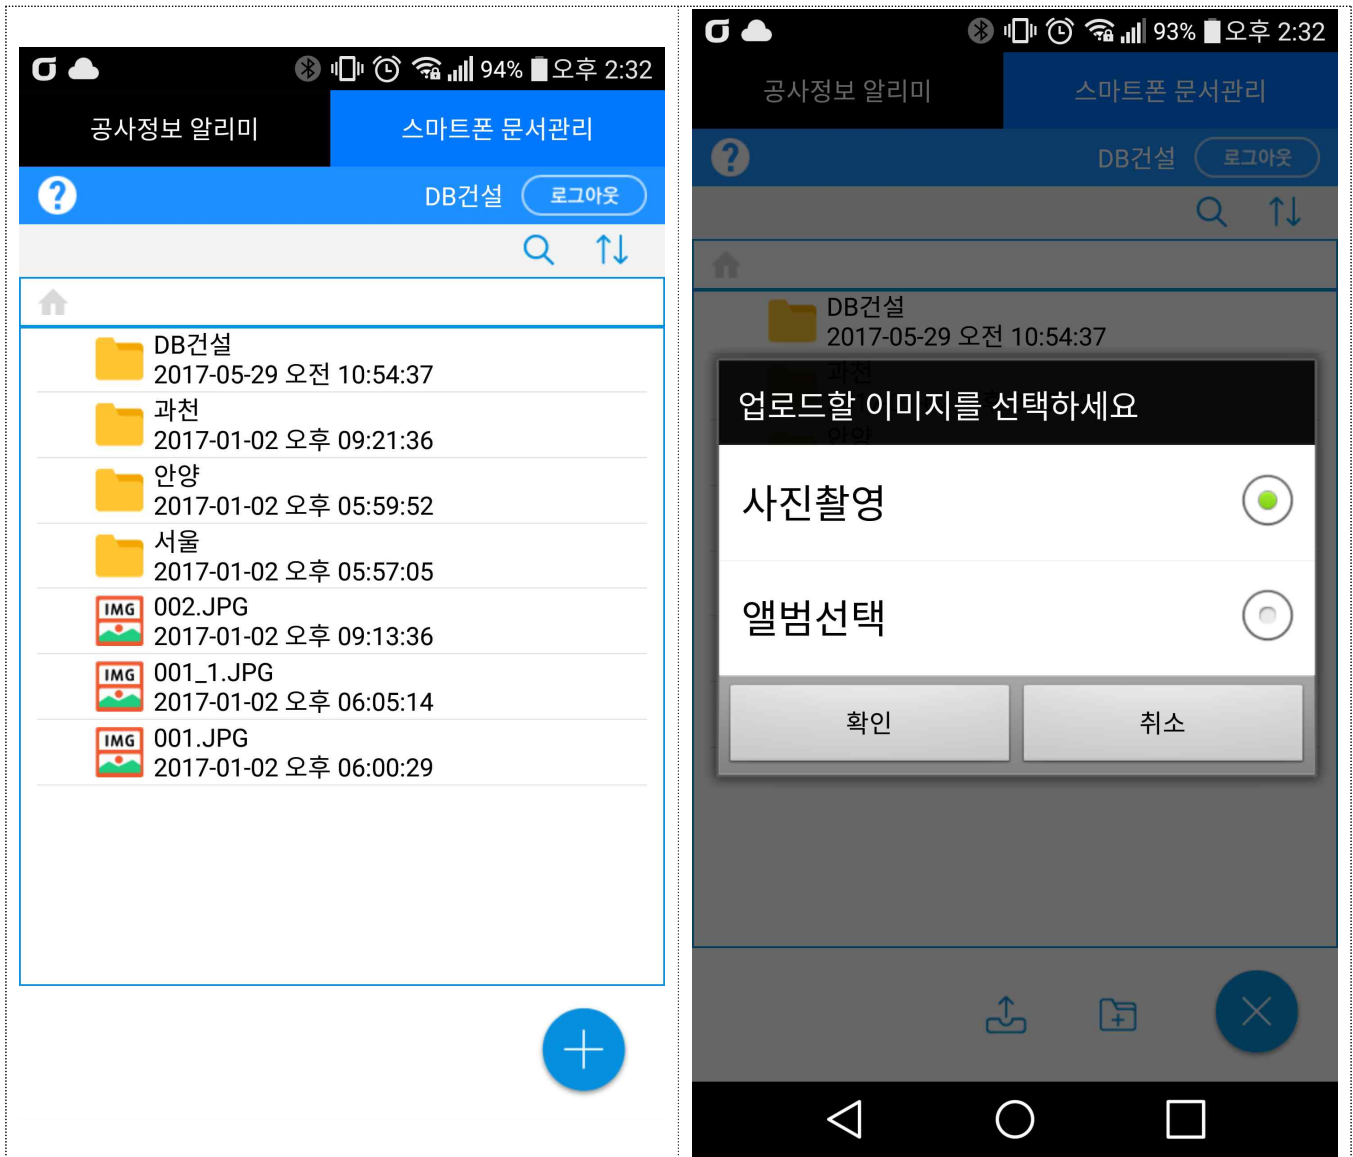 94% 오후 2:32
공사정보 알리미 스마트폰 문서관리
DB건설 로그아웃
DB건설
2017-05-29 오전 10:54:37
과천
2017-01-02 오후 09:21:36
안양
2017-01-02 오후 05:59:52
서울
2017-01-02 오후 05:57:05
IMG 002.JPG
2017-01-02 오후 09:13:36
IMG 001_1.JPG
2017-01-02 오후 06:05:14
IMG 001.JPG
2017-01-02 오후 06:00:29
93% 오후 2:32
공사정보 알리미 스마트폰 문서관리
DB건설 로그아웃
DB건설
2017-05-29 오전 10:54:37
과천
업로드할 이미지를 선택하세요
안양
사진촬영
앨범선택
확인 취소